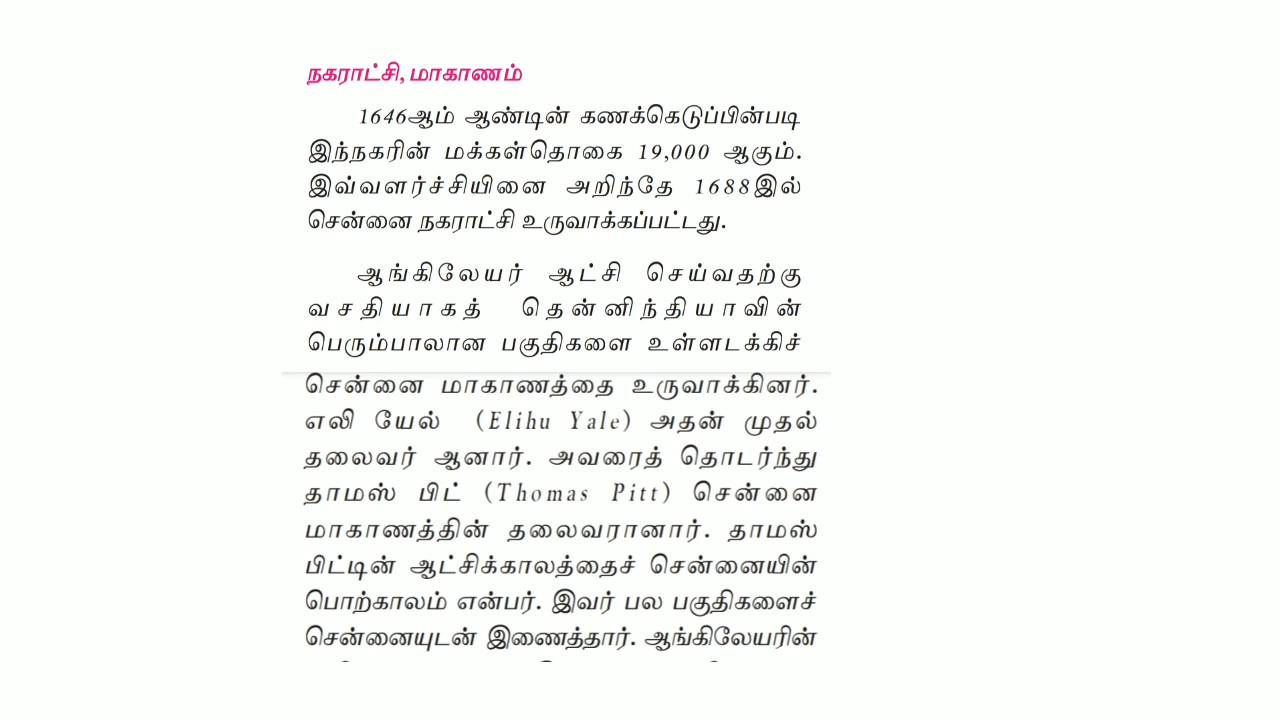 நகராட்சி, மாகாணம்
1646ஆம் ஆண்டின் கணக்கெடுப்பின்படி
இந்நகரின் மக்கள்தொகை 19,000 ஆகும்.
இவ்வளர்ச்சியினை அறிந்தே 1688இல்
சென்னை நகராட்சி உருவாக்கப்பட்டது.
ஆங்கிலேயர் ஆட்சி செய்வதற்கு
வசதியாகத் தென்னிந்தியாவின்
பெரும்பாலான பகுதிகளை உள்ளடக்கிச்
சென்னை மாகாணத்தை உருவாக்கினர்.
எலி யேல் (Elihu Yale) அதன் முதல்
தலைவர் ஆனார். அவரைத் தொடர்ந்து
தாமஸ் பிட் (Thomas Pitt) சென்னை
மாகாணத்தின் தலைவரானார். தாமஸ்
பிட்டின் ஆட்சிக்காலத்தைச் சென்னையின்
பொற்காலம் என்பர். இவர் பல பகுதிகளைச்
சென்னையுடன் இணைத்தார். ஆங்கிலேயரின்